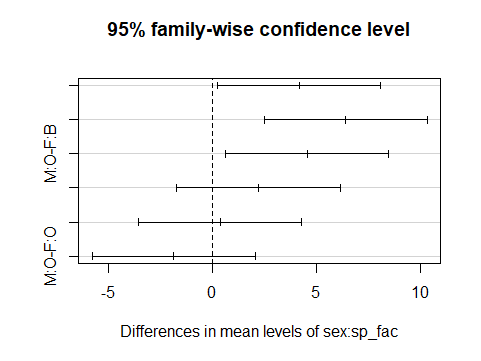 95% family-wise confidence level
M:O-F:B
M:O-F:O
-5 0 5 10
Differences in mean levels of sex:sp_fac